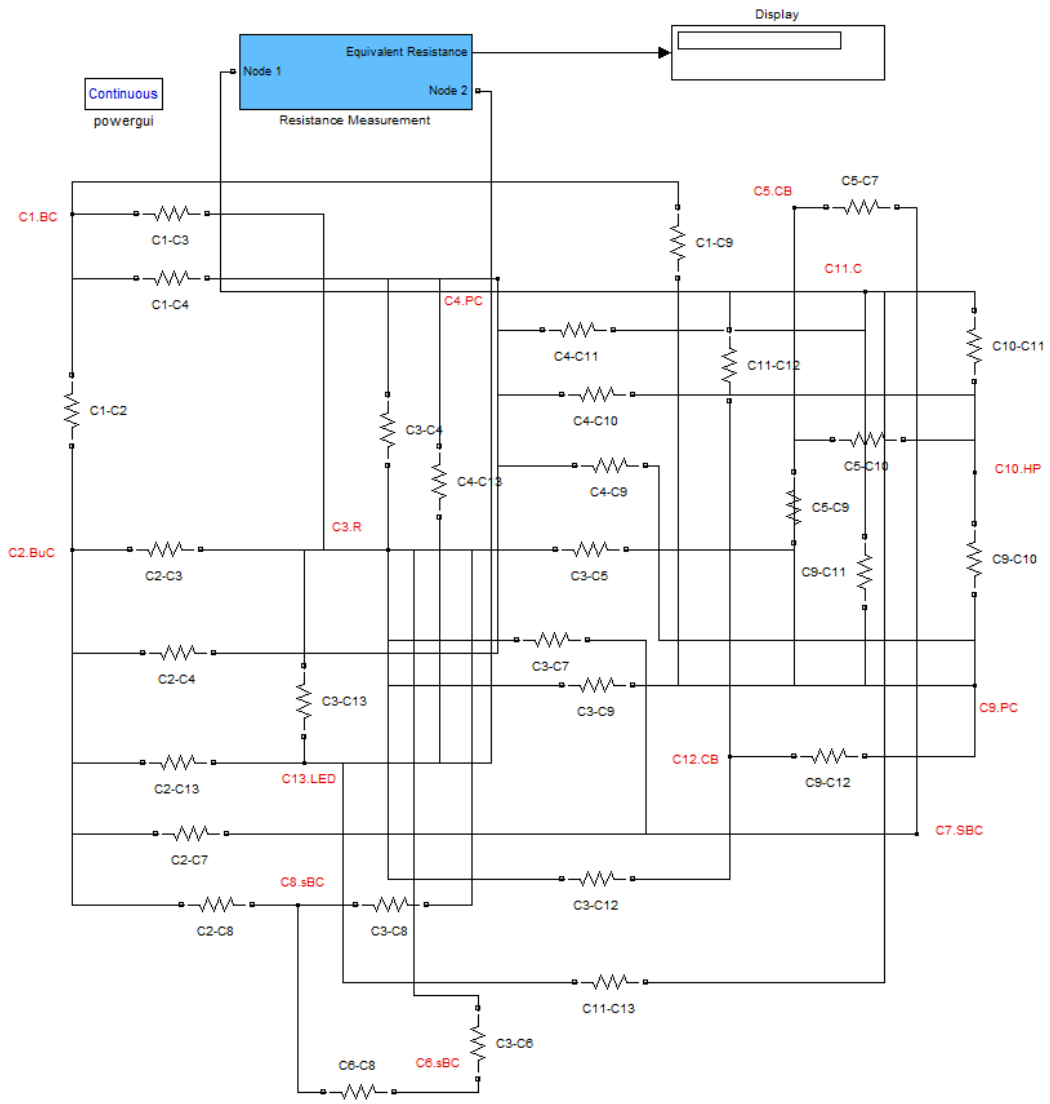 Display
Equivalent Resistance
Node 1
Node 2
Continuous
powergui
Resistance Measurement
C5.CB
C5-C7
C1.BC
C1-C3
C1-C9
C11.C
C1-C4
C4.PC
C4-C11
C11-C12
C10-C11
C1-C2
C4-C10
C3-C4
C5-C10
C4-C13
C4-C9
C10.HP
C5-C9
C3.R
C2.BuC
C2-C3
C3-C5
C9-C11
C9-C10
C2-C4
C3-C7
C3-C13
C3-C9
C9.PC
C12.CB
C13.LED
C2-C13
C9-C12
C7.SBC
C2-C7
C8.sBC
C3-C12
C2-C8
C3-C8
C11-C13
C3-C6
C6.sBC
C6-C8